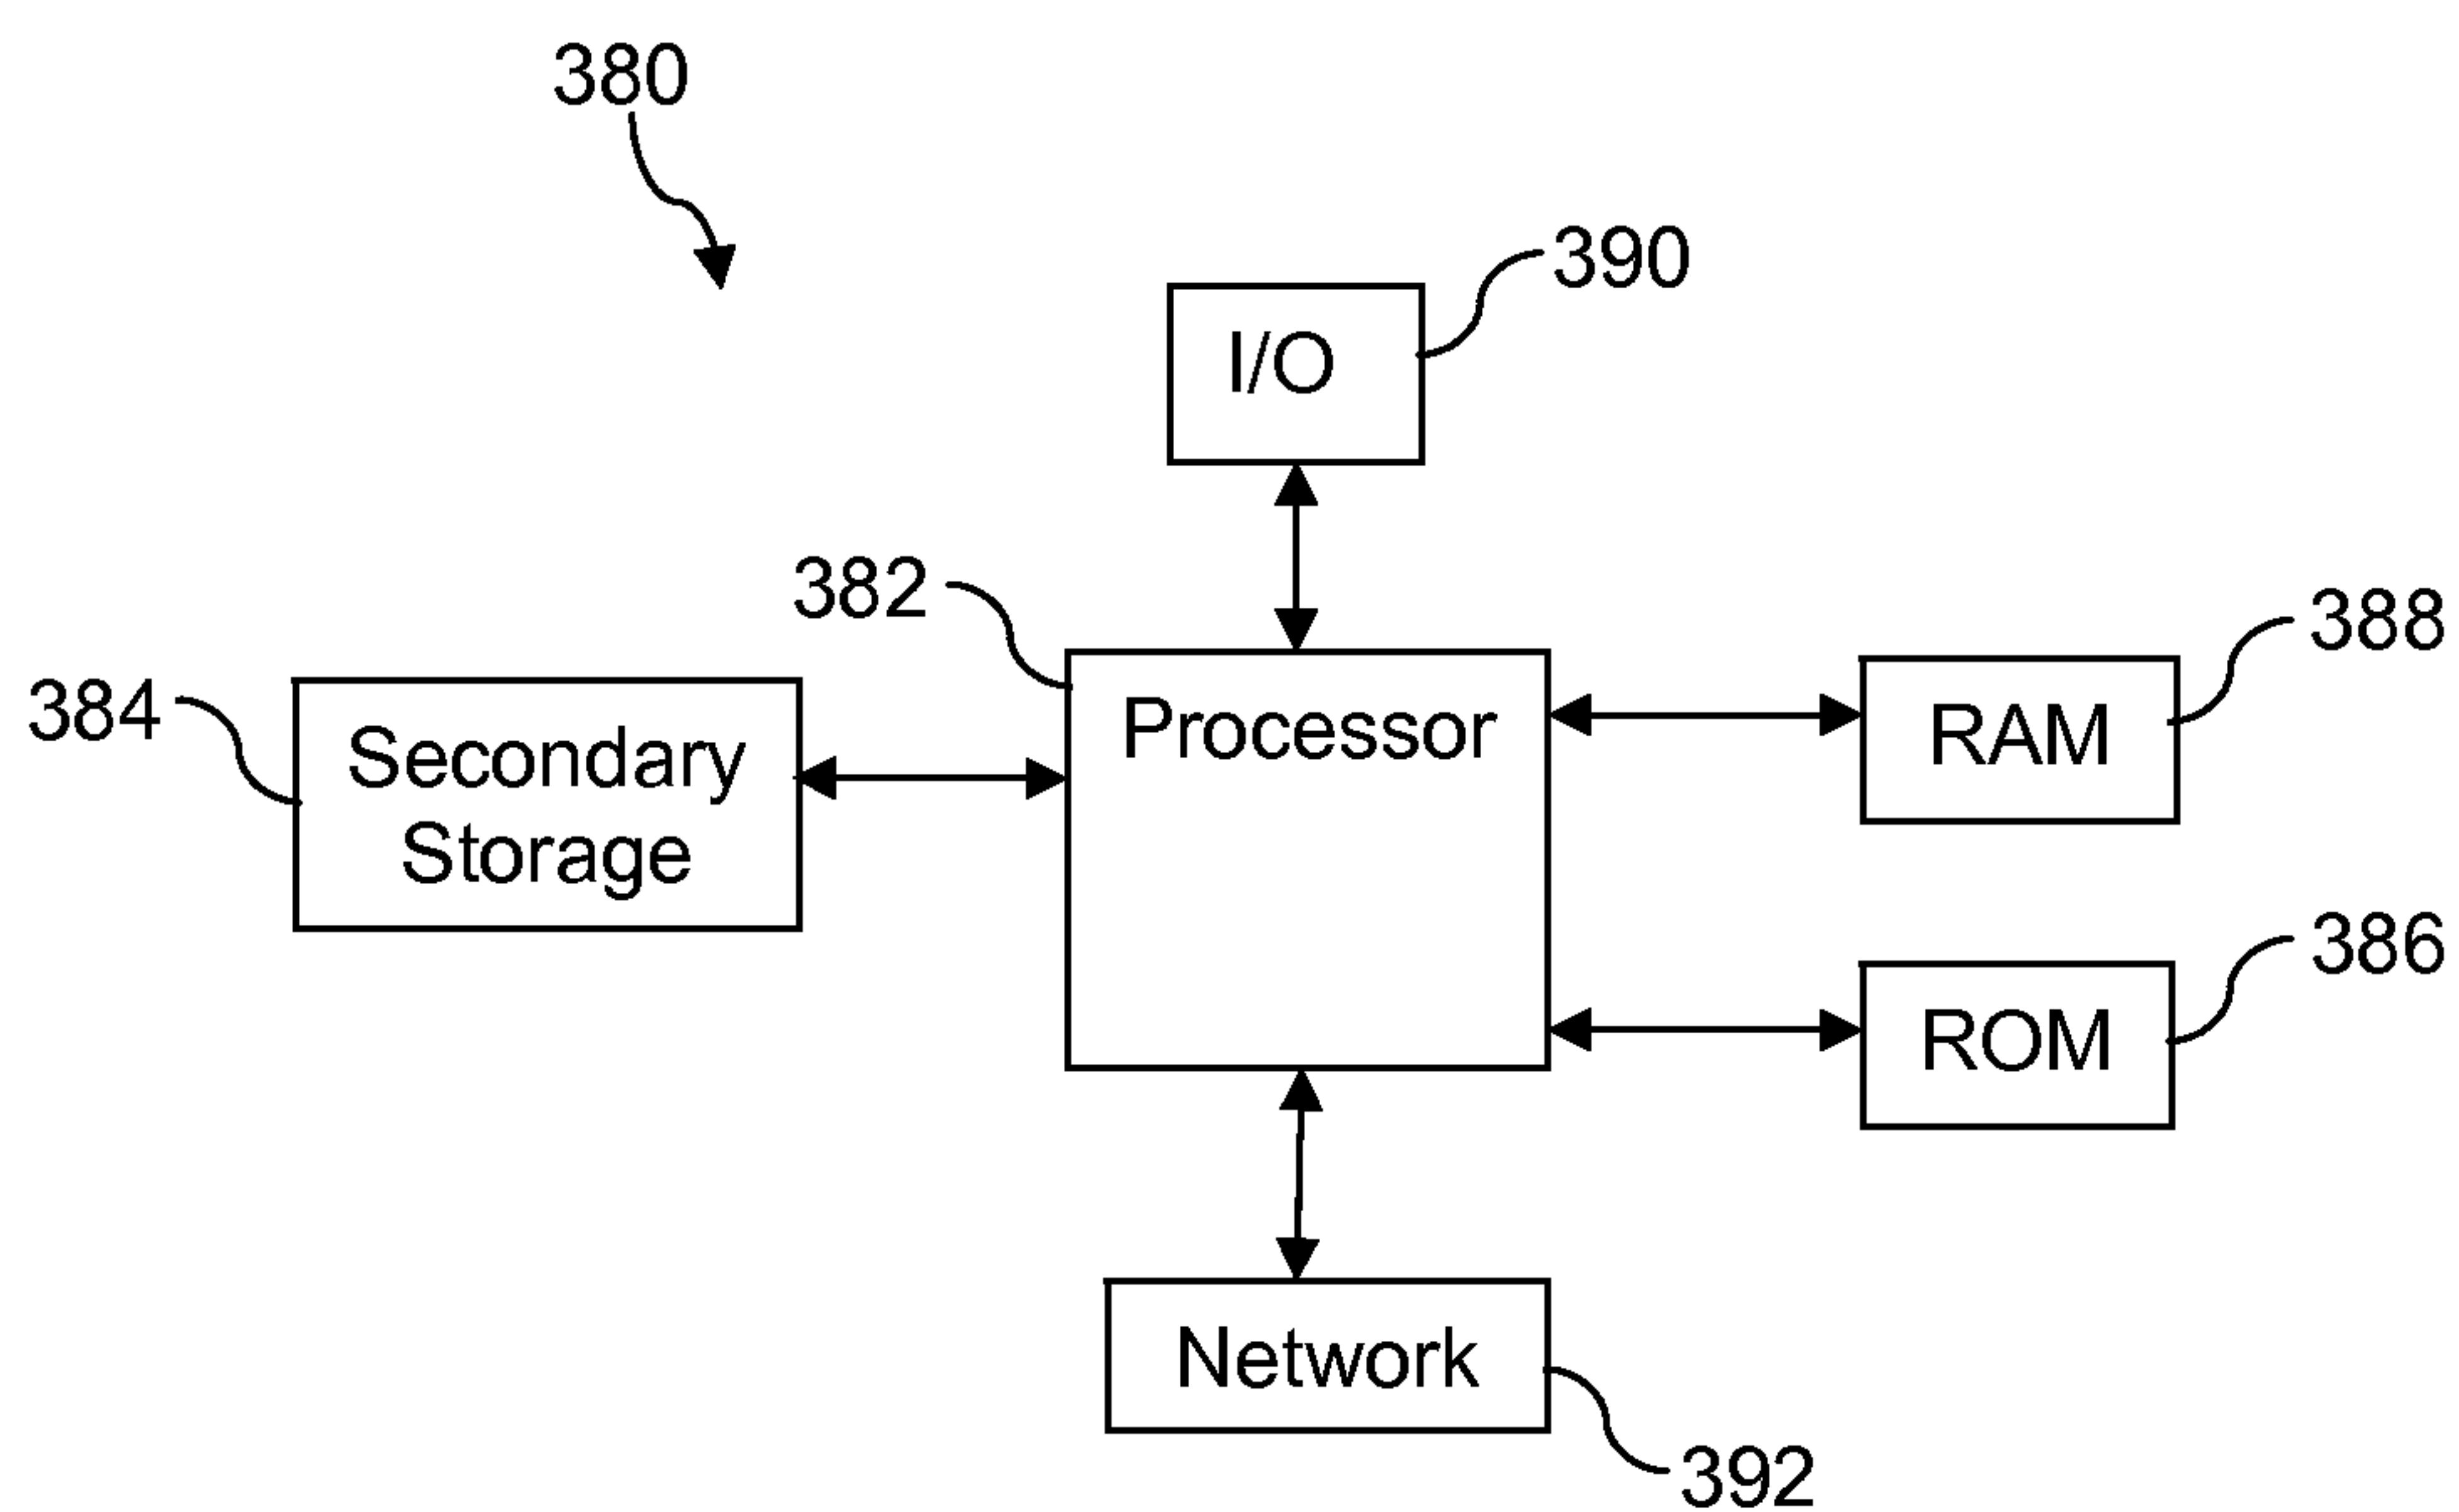 380
390
I/O
382
388
384
Processor
RAM
Secondary
Storage
386
ROM
Network
392